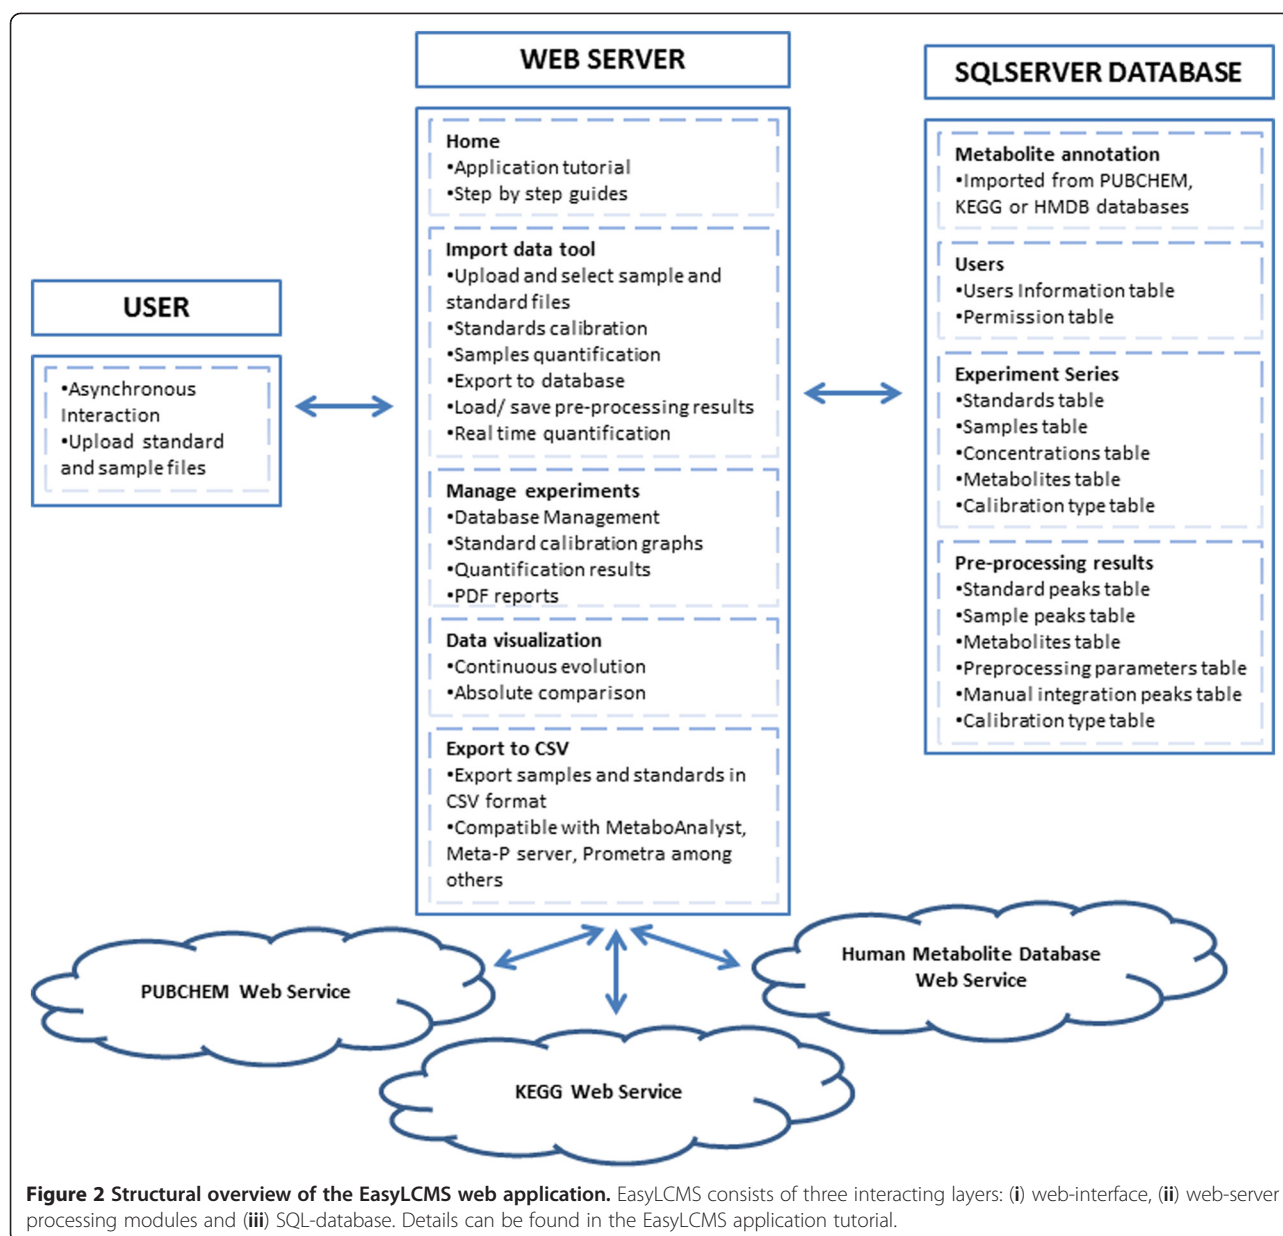 WEB SERVER
Home
•Application tutorial
•Step by step guides
Import data tool
•Upload and select sample and
standard files
•Standards calibration
•Samples quantification
•Export to database
•Load/ save pre-processing results
•Real time quantification
Manage experiments
•Database Management
•Standard calibration graphs
•Quantification results
•PDF reports
Data visualization
•Continuous evolution
•Absolute comparison
Export to CSV
•Export samples and standards in
CSV format
•Compatible with MetaboAnalyst,
Meta-P server, Prometra among
others
SQLSERVER DATABASE
Metabolite annotation
•Imported from PUBCHEM,
KEGG or HMDB databases
Users
•Users Information table
•Permission table
Experiment Series
•Standards table
•Samples table
•Concentrations table
•Metabolites table
•Calibration type table
Pre-processing results
•Standard peaks table
•Sample peaks table
•Metabolites table
•Preprocessing parameters table
•Manual integration peaks table
•Calibration type table
USER
•Asynchronous
Interaction
•Upload standard
and sample files
PUBCHEM Web Service
KEGG Web Service
Human Metabolite Database
Web Service
Figure 2 Structural overview of the EasyLCMS web application. EasyLCMS consists of three interacting layers: (i) web-interface, (ii) web-server
processing modules and (iii) SQL-database. Details can be found in the EasyLCMS application tutorial.